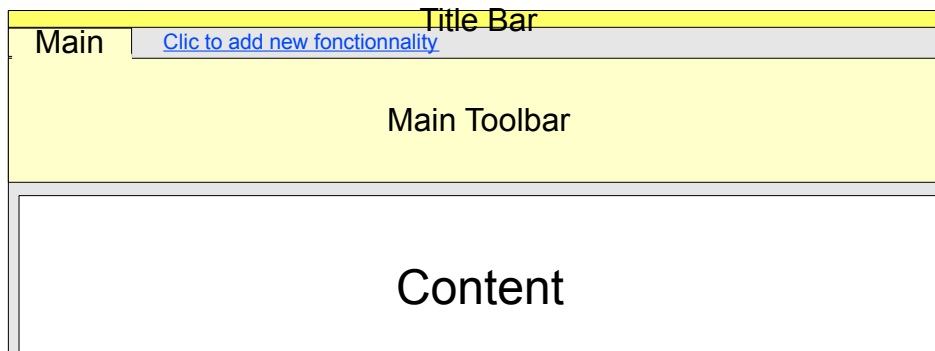 Title Bar
Main
Clic to add new fonctionnality
Main Toolbar
Content